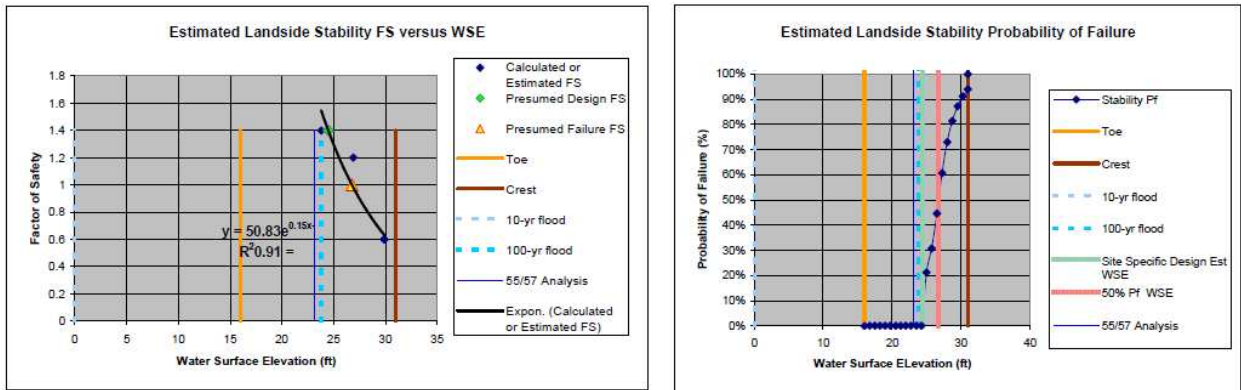 Estimated Landside Stability FS versus WSE
1.8
1.6
1.4
1.2
1
0.8
0.6
0.4
0.2
0
Factor of Safety
y = 50.83e^0.15x-
R^2 0.91 =
0
5
10
15
20
25
30
35
Water Surface Elevation (ft)
Calculated or
Estimated FS
Presumed Design FS
Presumed Failure FS
Toe
Crest
10-yr flood
100-yr flood
55/57 Analysis
Expon. (Calculated
or Estimated FS)
Estimated Landside Stability Probability of Failure
100%
90%
80%
70%
60%
50%
40%
30%
20%
10%
0%
Probability of Failure (%)
0
10
20
30
40
Water Surface ELevation (ft)
Stability Pf
Toe
Crest
10-yr flood
100-yr flood
Site Specific Design Est
WSE
50% Pf WSE
55/57 Analysis